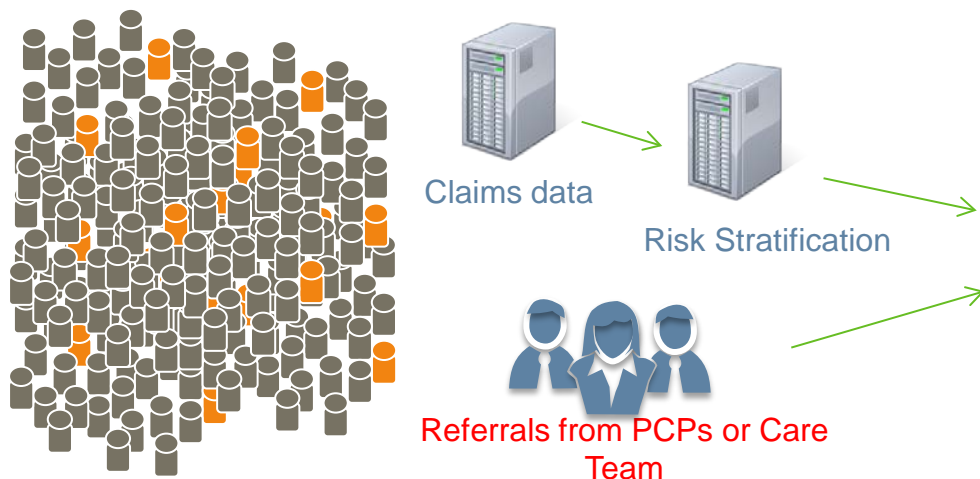 Claims data
Risk Stratification
Referrals from PCPs or Care
Team